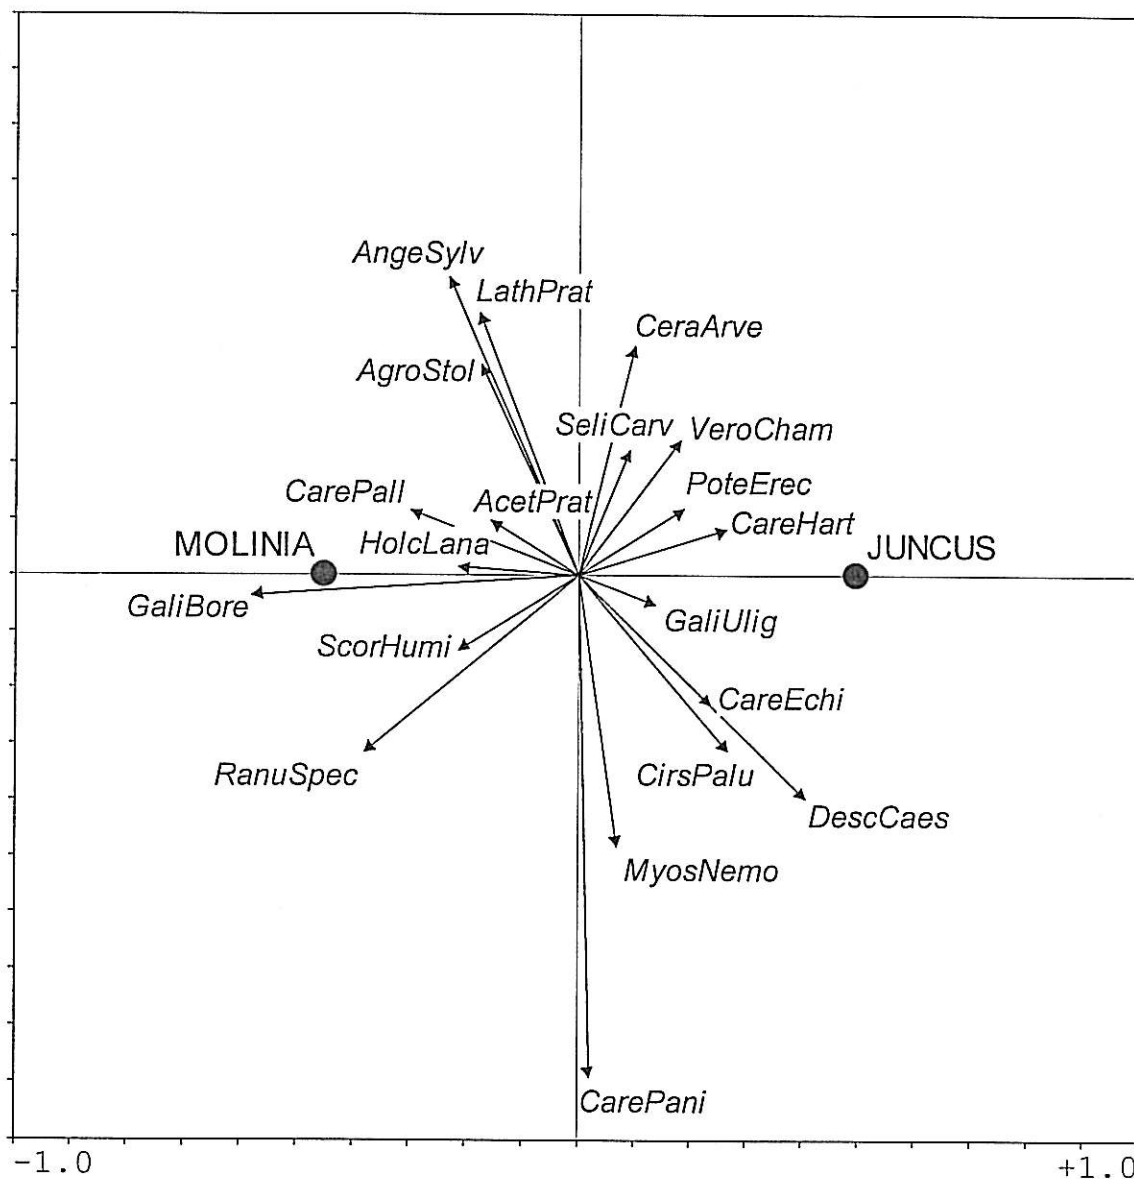 AngeSylv
LathPrat
CeraArve
AgroStol
SeliCarv
VeroCham
CarePall
AcetPrat
PoteErec
CareHart
MOLINIA
HolcLana
JUNCUS
GaliBore
GaliUlig
ScorHumi
CareEchi
RanuSpec
CirsPalu
DescCaes
MyosNemo
CarePani
-1.0
+1.0